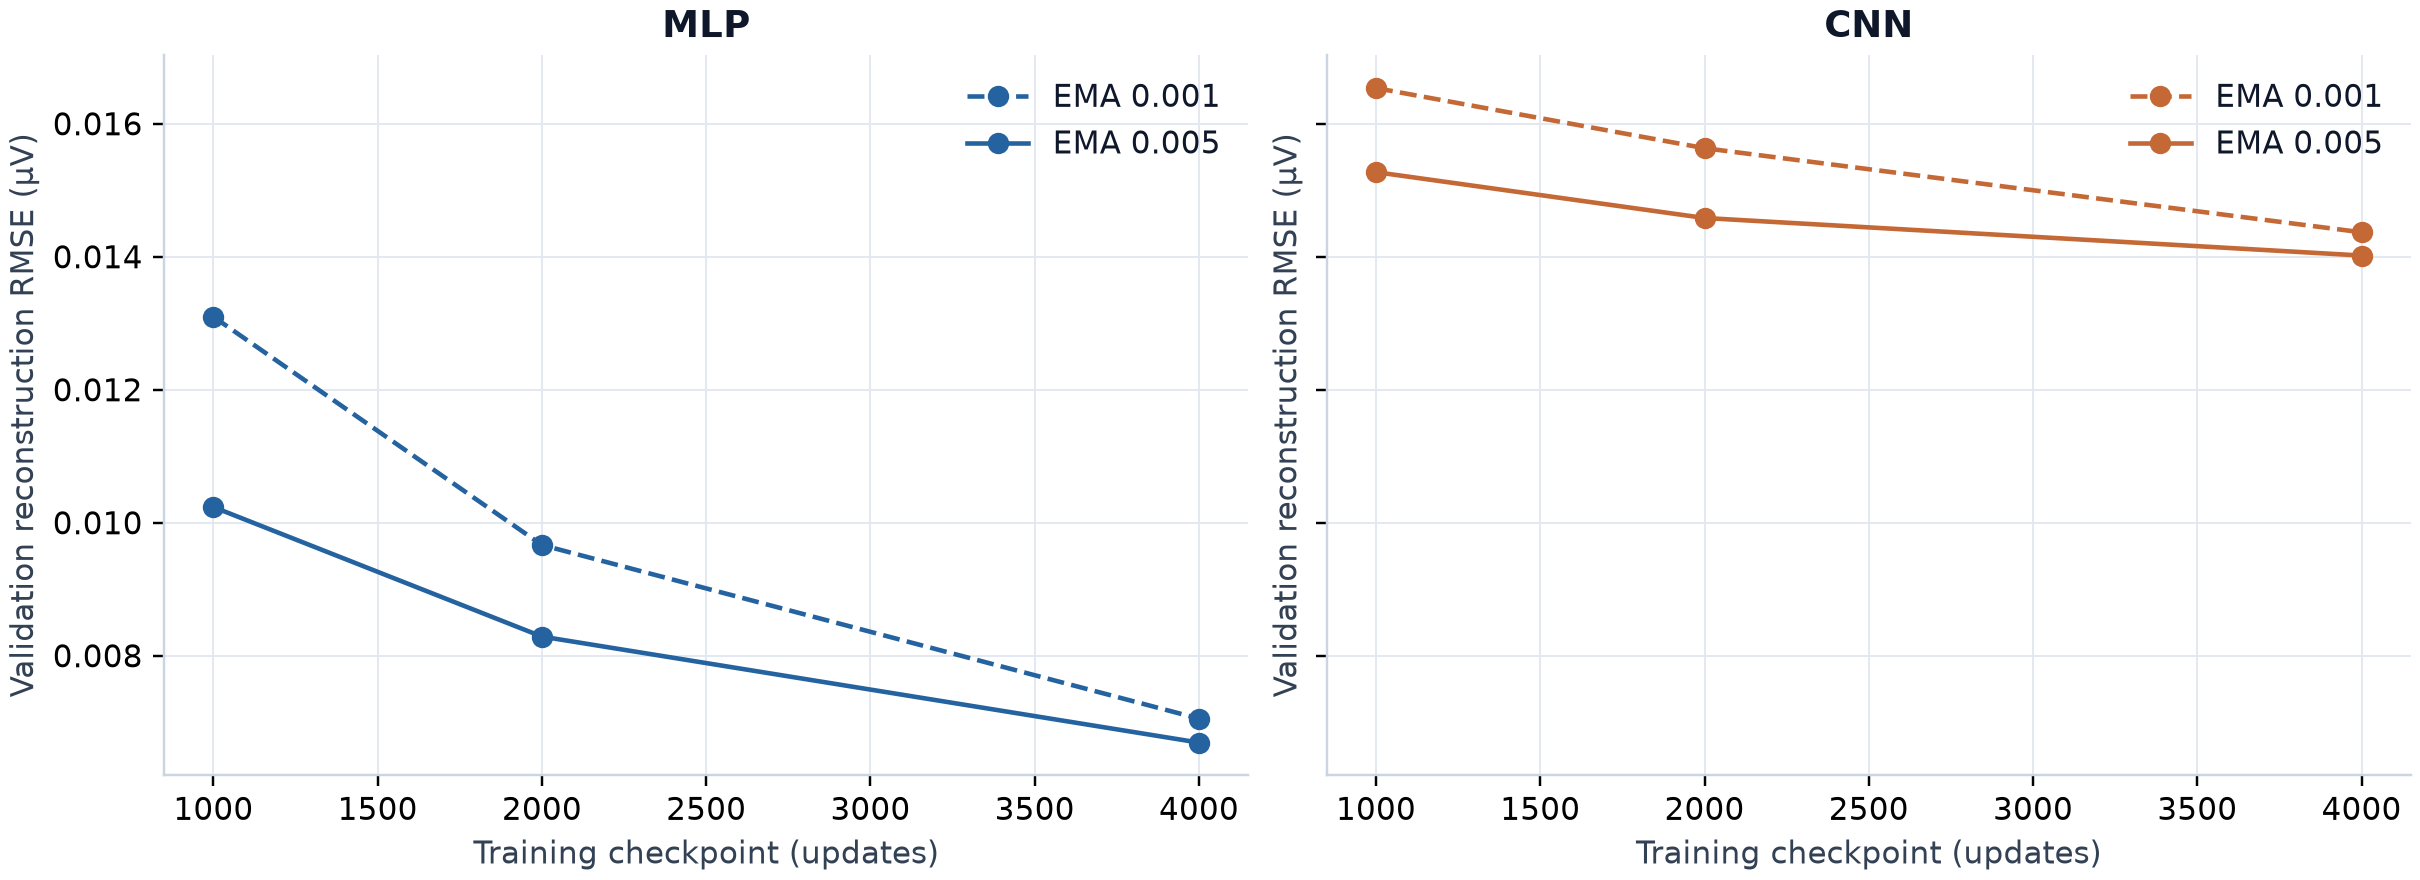 MLP
EMA 0.001
EMA 0.005
Validation reconstruction RMSE (µV)
0.016
0.014
0.012
0.010
0.008
1000 1500 2000 2500 3000 3500 4000
Training checkpoint (updates)
CNN
EMA 0.001
EMA 0.005
Validation reconstruction RMSE (µV)
1000 1500 2000 2500 3000 3500 4000
Training checkpoint (updates)